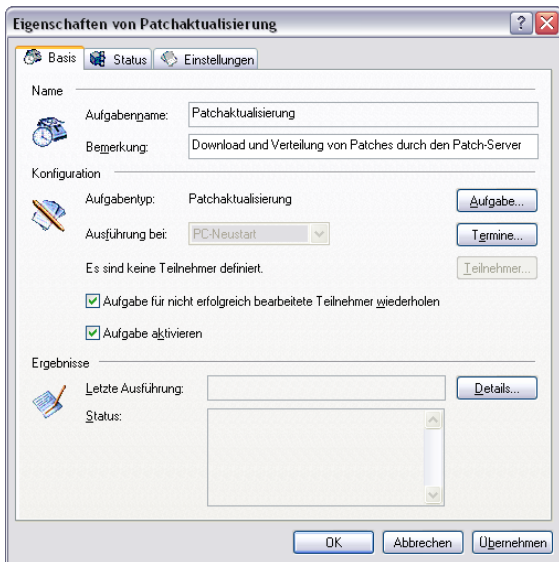 Eigenschaften von Patchaktualisierung
Basis Status Einstellungen
Name
Aufgabenname: Patchaktualisierung
Bemerkung: Download und Verteilung von Patches durch den Patch-Server
Konfiguration
Aufgabentyp: Patchaktualisierung Aufgabe...
Ausführung bei: PC-Neustart Termine...
Es sind keine Teilnehmer definiert. Teilnehmer...
Aufgabe für nicht erfolgreich bearbeitete Teilnehmer wiederholen
Aufgabe aktivieren
Ergebnisse
Letzte Ausführung: Details...
Status:
OK Abbrechen Übernehmen